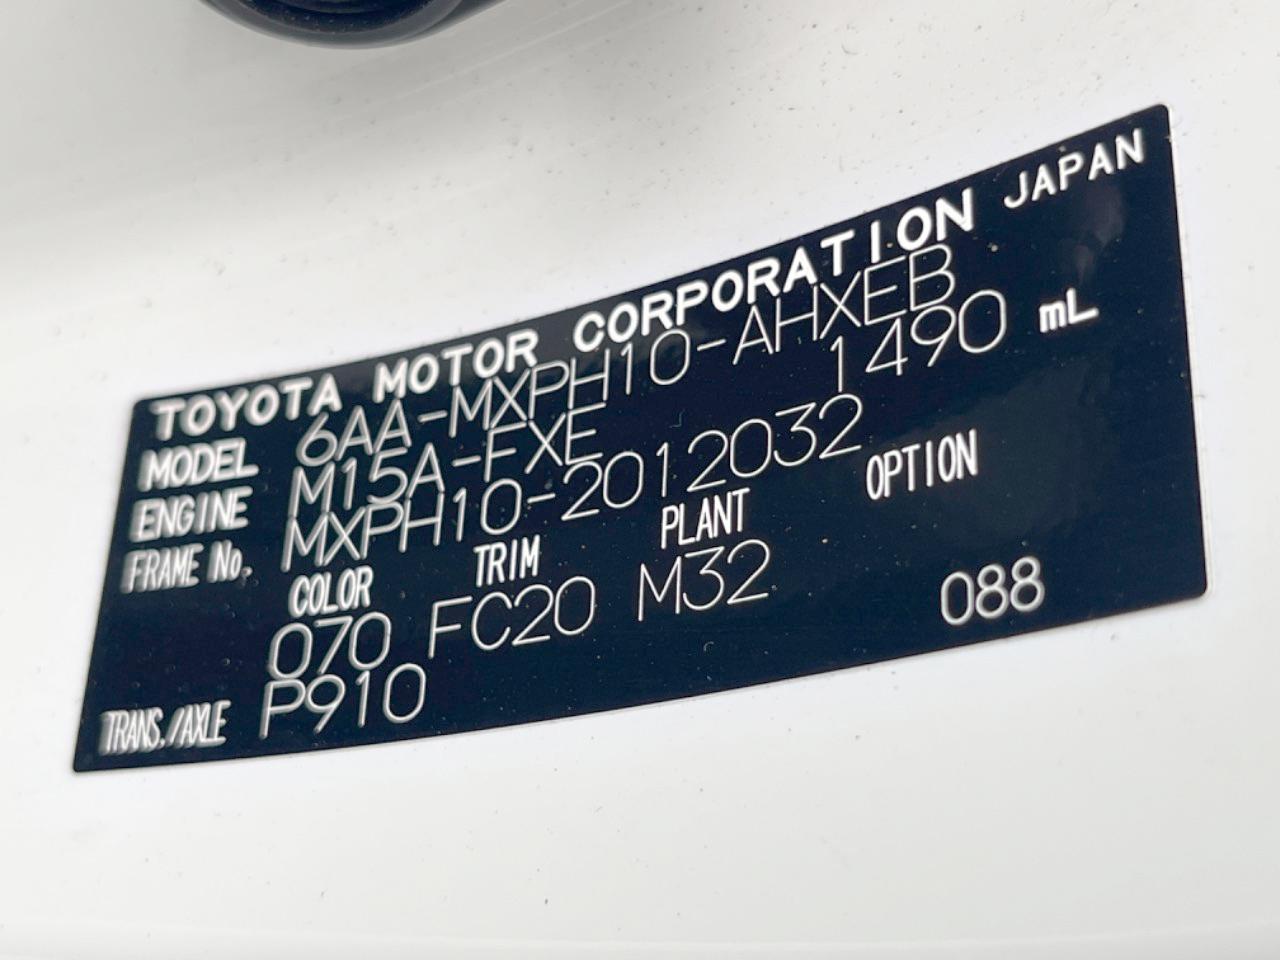 TOYOTA MOTOR CORPORATION JAPAN
MODEL 6AA-MXPH10-AHXEB
ENGINE M15A-FXE 1490 mL
FRAME No. MXPH10-2012032
COLOR TRIM PLANT OPTION
070 FC20 M32 088
TRANS./AXLE P910